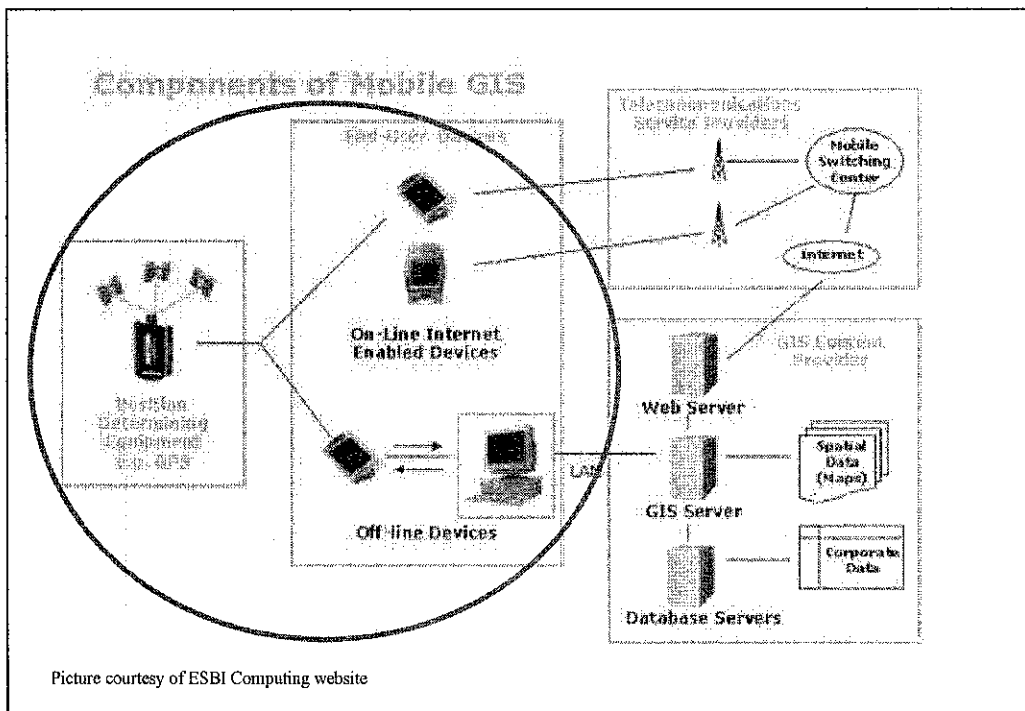 Components of Mobile GIS
End-User Devices
Telecommunications
Service Providers
Mobile
Switching
Center
Internet
On-Line Internet
Enabled Devices
Position
Determining
Equipment
e.g. GPS
GIS Content
Provider
Web Server
LAN
Spatial
Data
(Maps)
GIS Server
Off-line Devices
Corporate
Data
Database Servers
Picture courtesy of ESBI Computing website